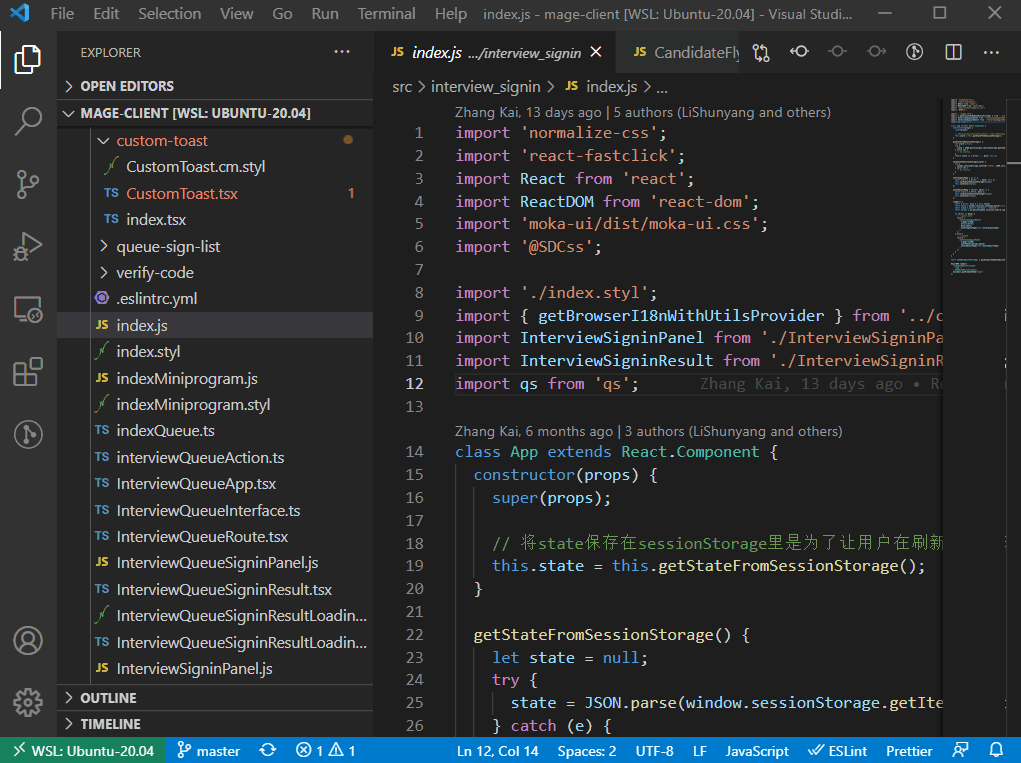 File Edit Selection View Go Run Terminal Help index.js - mage-client [WSL: Ubuntu-20.04] - Visual Studi...
EXPLORER
OPEN EDITORS
MAGE-CLIENT [WSL: UBUNTU-20.04]
custom-toast
CustomToast.cm.styl
TS CustomToast.tsx 1
TS index.tsx
queue-sign-list
verify-code
.eslintrc.yml
JS index.js
index.styl
JS indexMiniprogram.js
indexMiniprogram.styl
TS indexQueue.ts
TS interviewQueueAction.ts
TS InterviewQueueApp.tsx
TS InterviewQueueInterface.ts
TS InterviewQueueRoute.tsx
JS InterviewQueueSigninPanel.js
TS InterviewQueueSigninResult.tsx
InterviewQueueSigninResultLoadin...
TS InterviewQueueSigninResultLoadin...
JS InterviewSigninPanel.js
OUTLINE
TIMELINE
JS index.js .../interview_signin JS CandidateFly
src > interview_signin > JS index.js > ...
Zhang Kai, 13 days ago | 5 authors (LiShunyang and others)
1 import 'normalize-css';
2 import 'react-fastclick';
3 import React from 'react';
4 import ReactDOM from 'react-dom';
5 import 'moka-ui/dist/moka-ui.css';
6 import '@SDCss';
7
8 import './index.styl';
9 import { getBrowserI18nWithUtilsProvider } from '../c
10 import InterviewSigninPanel from './InterviewSigninPa
11 import InterviewSigninResult from './InterviewSigninR
12 import qs from 'qs'; Zhang Kai, 13 days ago • Re
13
Zhang Kai, 6 months ago | 3 authors (LiShunyang and others)
14 class App extends React.Component {
15 constructor(props) {
16 super(props);
17
18 // 将state保存在sessionStorage里是为了让用户在刷新
19 this.state = this.getStateFromSessionStorage();
20 }
21
22 getStateFromSessionStorage() {
23 let state = null;
24 try {
25 state = JSON.parse(window.sessionStorage.getIte
26 } catch (e) {
WSL: Ubuntu-20.04 master 1 1 Ln 12, Col 14 Spaces: 2 UTF-8 LF JavaScript ESLint Prettier